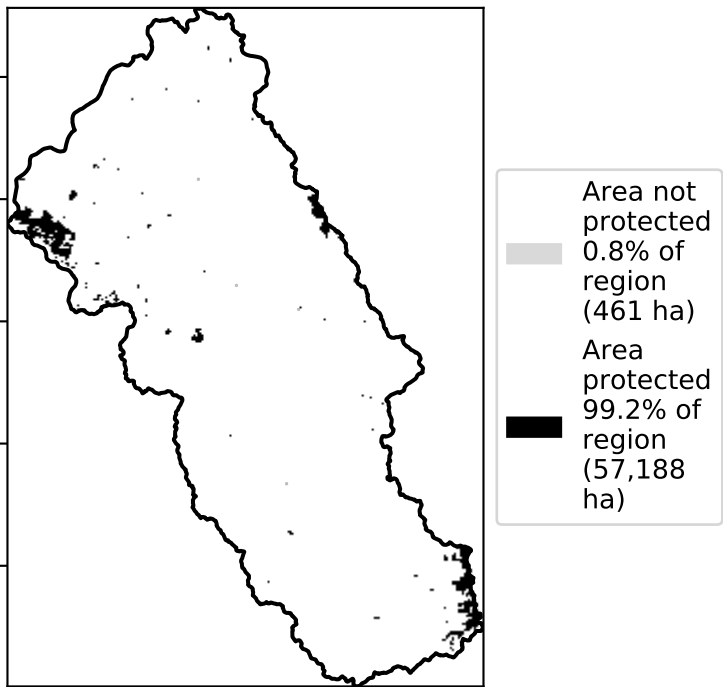 Area not
protected
0.8% of
region
(461 ha)
Area
protected
99.2% of
region
(57,188
ha)